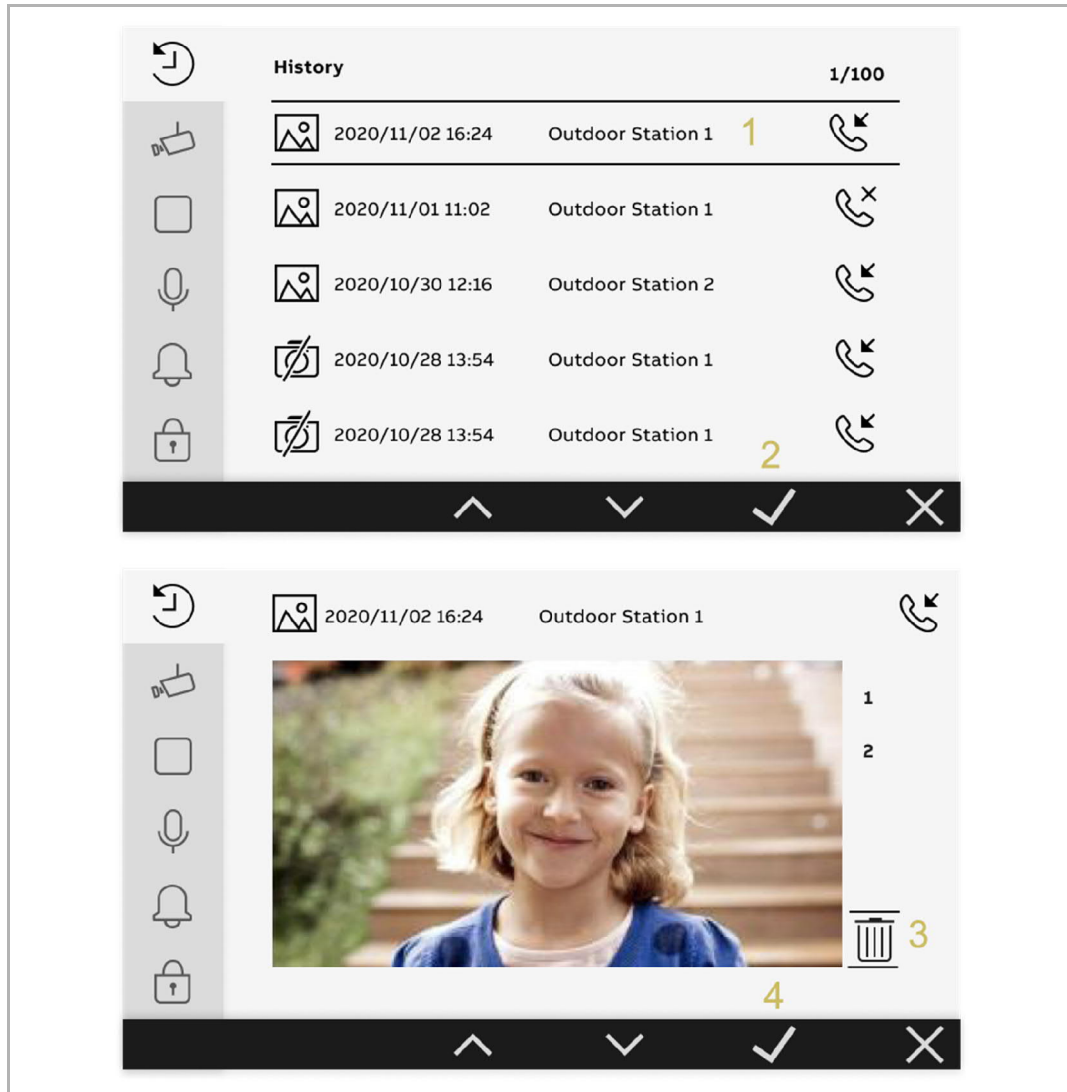 History 1/100
2020/11/02 16:24 Outdoor Station 1 1
2020/11/01 11:02 Outdoor Station 1
2020/10/30 12:16 Outdoor Station 2
2020/10/28 13:54 Outdoor Station 1
2020/10/28 13:54 Outdoor Station 1
2
2020/11/02 16:24 Outdoor Station 1
1
2
3
4